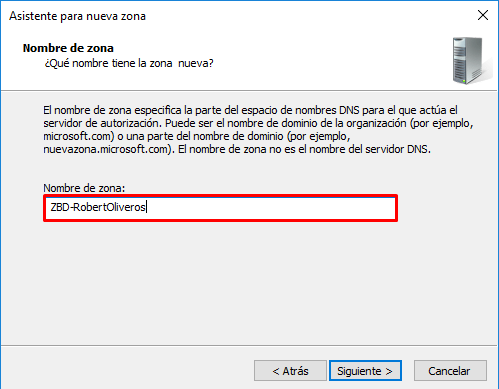 Asistente para nueva zona
Nombre de zona
¿Qué nombre tiene la zona nueva?
El nombre de zona especifica la parte del espacio de nombres DNS para el que actúa el
servidor de autorización. Puede ser el nombre de dominio de la organización (por ejemplo,
microsoft.com) o una parte del nombre de dominio (por ejemplo,
nuevazona.microsoft.com). El nombre de zona no es el nombre del servidor DNS.
Nombre de zona:
ZBD-RobertOliveros
< Atrás
Siguiente >
Cancelar